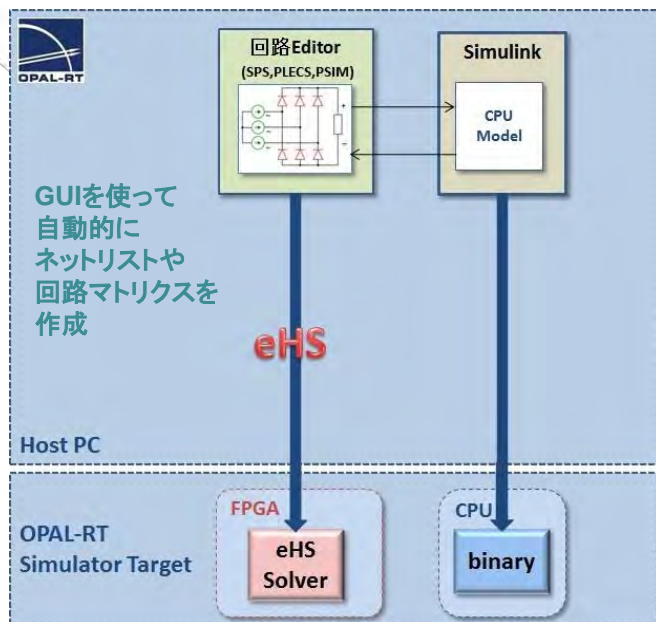 OPAL-RT
回路Editor
(SPS,PLECS,PSIM)
Simulink
CPU
Model
GUIを使って
自動的に
ネットリストや
回路マトリクスを
作成
eHS
Host PC
OPAL-RT
Simulator Target
FPGA
eHS
Solver
CPU
binary